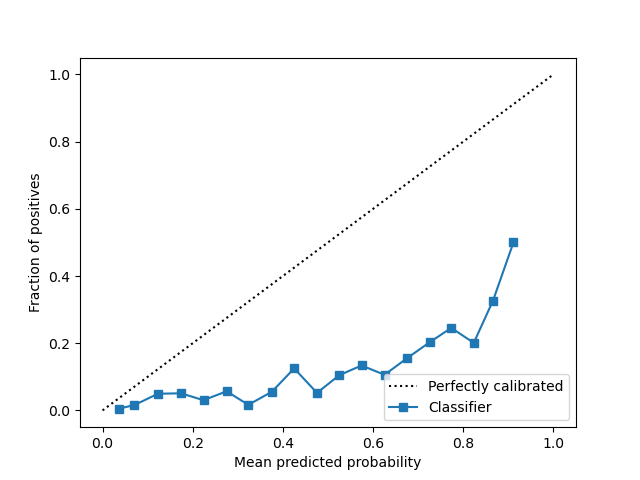 1.0
0.8
0.6
0.4
0.2
0.0
Fraction of positives
Perfectly calibrated
Classifier
0.0 0.2 0.4 0.6 0.8 1.0
Mean predicted probability